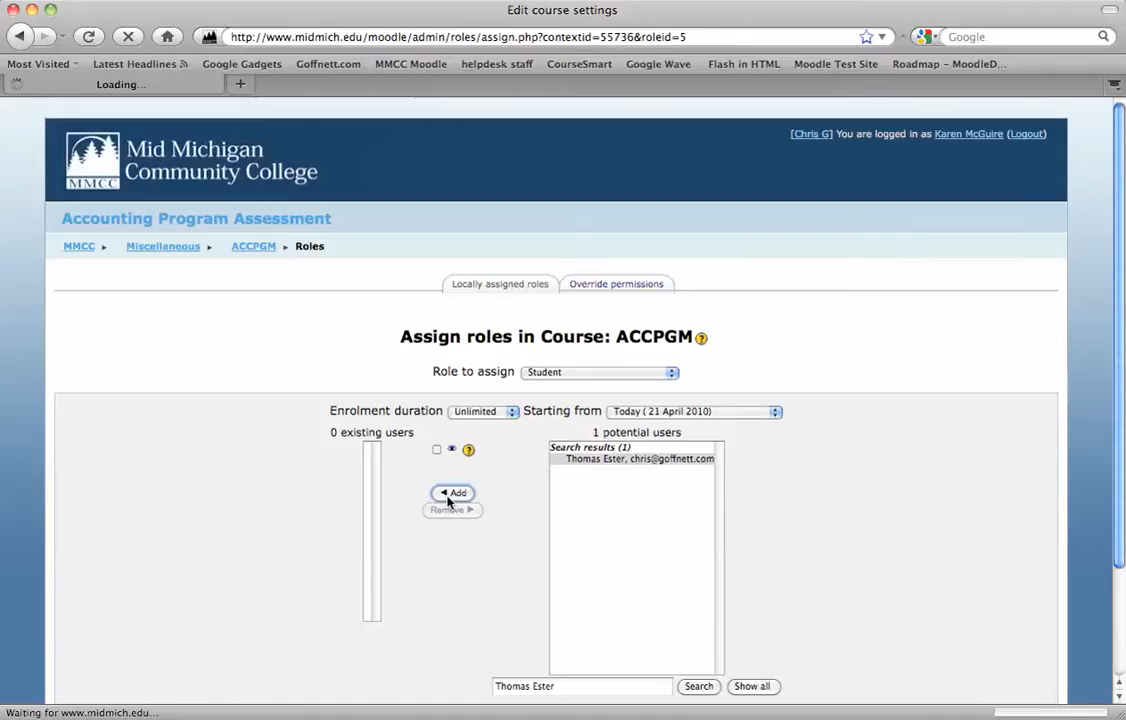 Edit course settings
http://www.midmich.edu/moodle/admin/roles/assign.php?contextid=55736&roleid=5
Google
Most Visited Latest Headlines Google Gadgets Goffnett.com MMCC Moodle helpdesk staff CourseSmart Google Wave Flash in HTML Moodle Test Site Roadmap - MoodleD...
Loading...
Mid Michigan
Community College
MMCC
[Chris G] You are logged in as Karen McGuire (Logout)
Accounting Program Assessment
MMCC ► Miscellaneous ► ACCPGM ► Roles
Locally assigned roles Override permissions
Assign roles in Course: ACCPGM ?
Role to assign Student
Enrolment duration Unlimited Starting from Today ( 21 April 2010)
0 existing users 1 potential users
Search results (1)
Thomas Ester, chris@goffnett.com
?
◄ Add
Remove ►
Thomas Ester Search Show all
Waiting for www.midmich.edu...